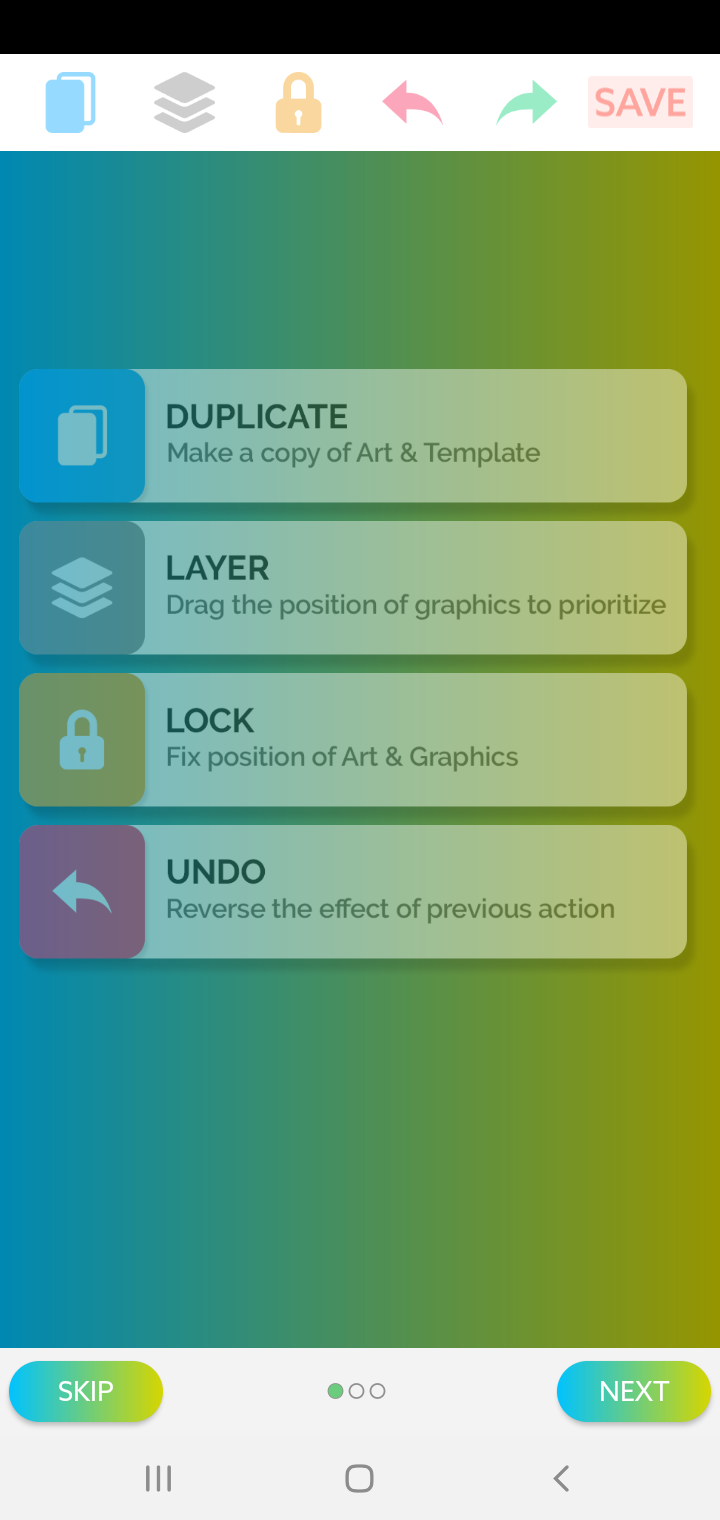 SAVE
DUPLICATE
Make a copy of Art & Template
LAYER
Drag the position of graphics to prioritize
LOCK
Fix position of Art & Graphics
UNDO
Reverse the effect of previous action
SKIP
NEXT